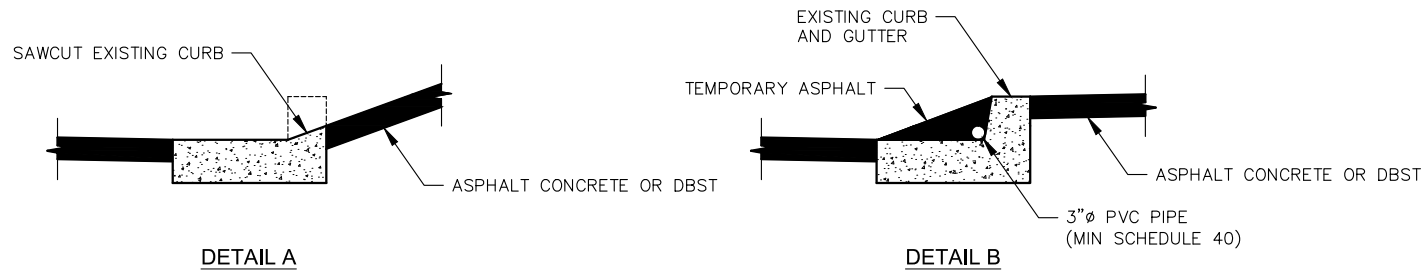 SAWCUT EXISTING CURB
ASPHALT CONCRETE OR DBST
DETAIL A
EXISTING CURB
AND GUTTER
TEMPORARY ASPHALT
ASPHALT CONCRETE OR DBST
3"ø PVC PIPE
(MIN SCHEDULE 40)
DETAIL B